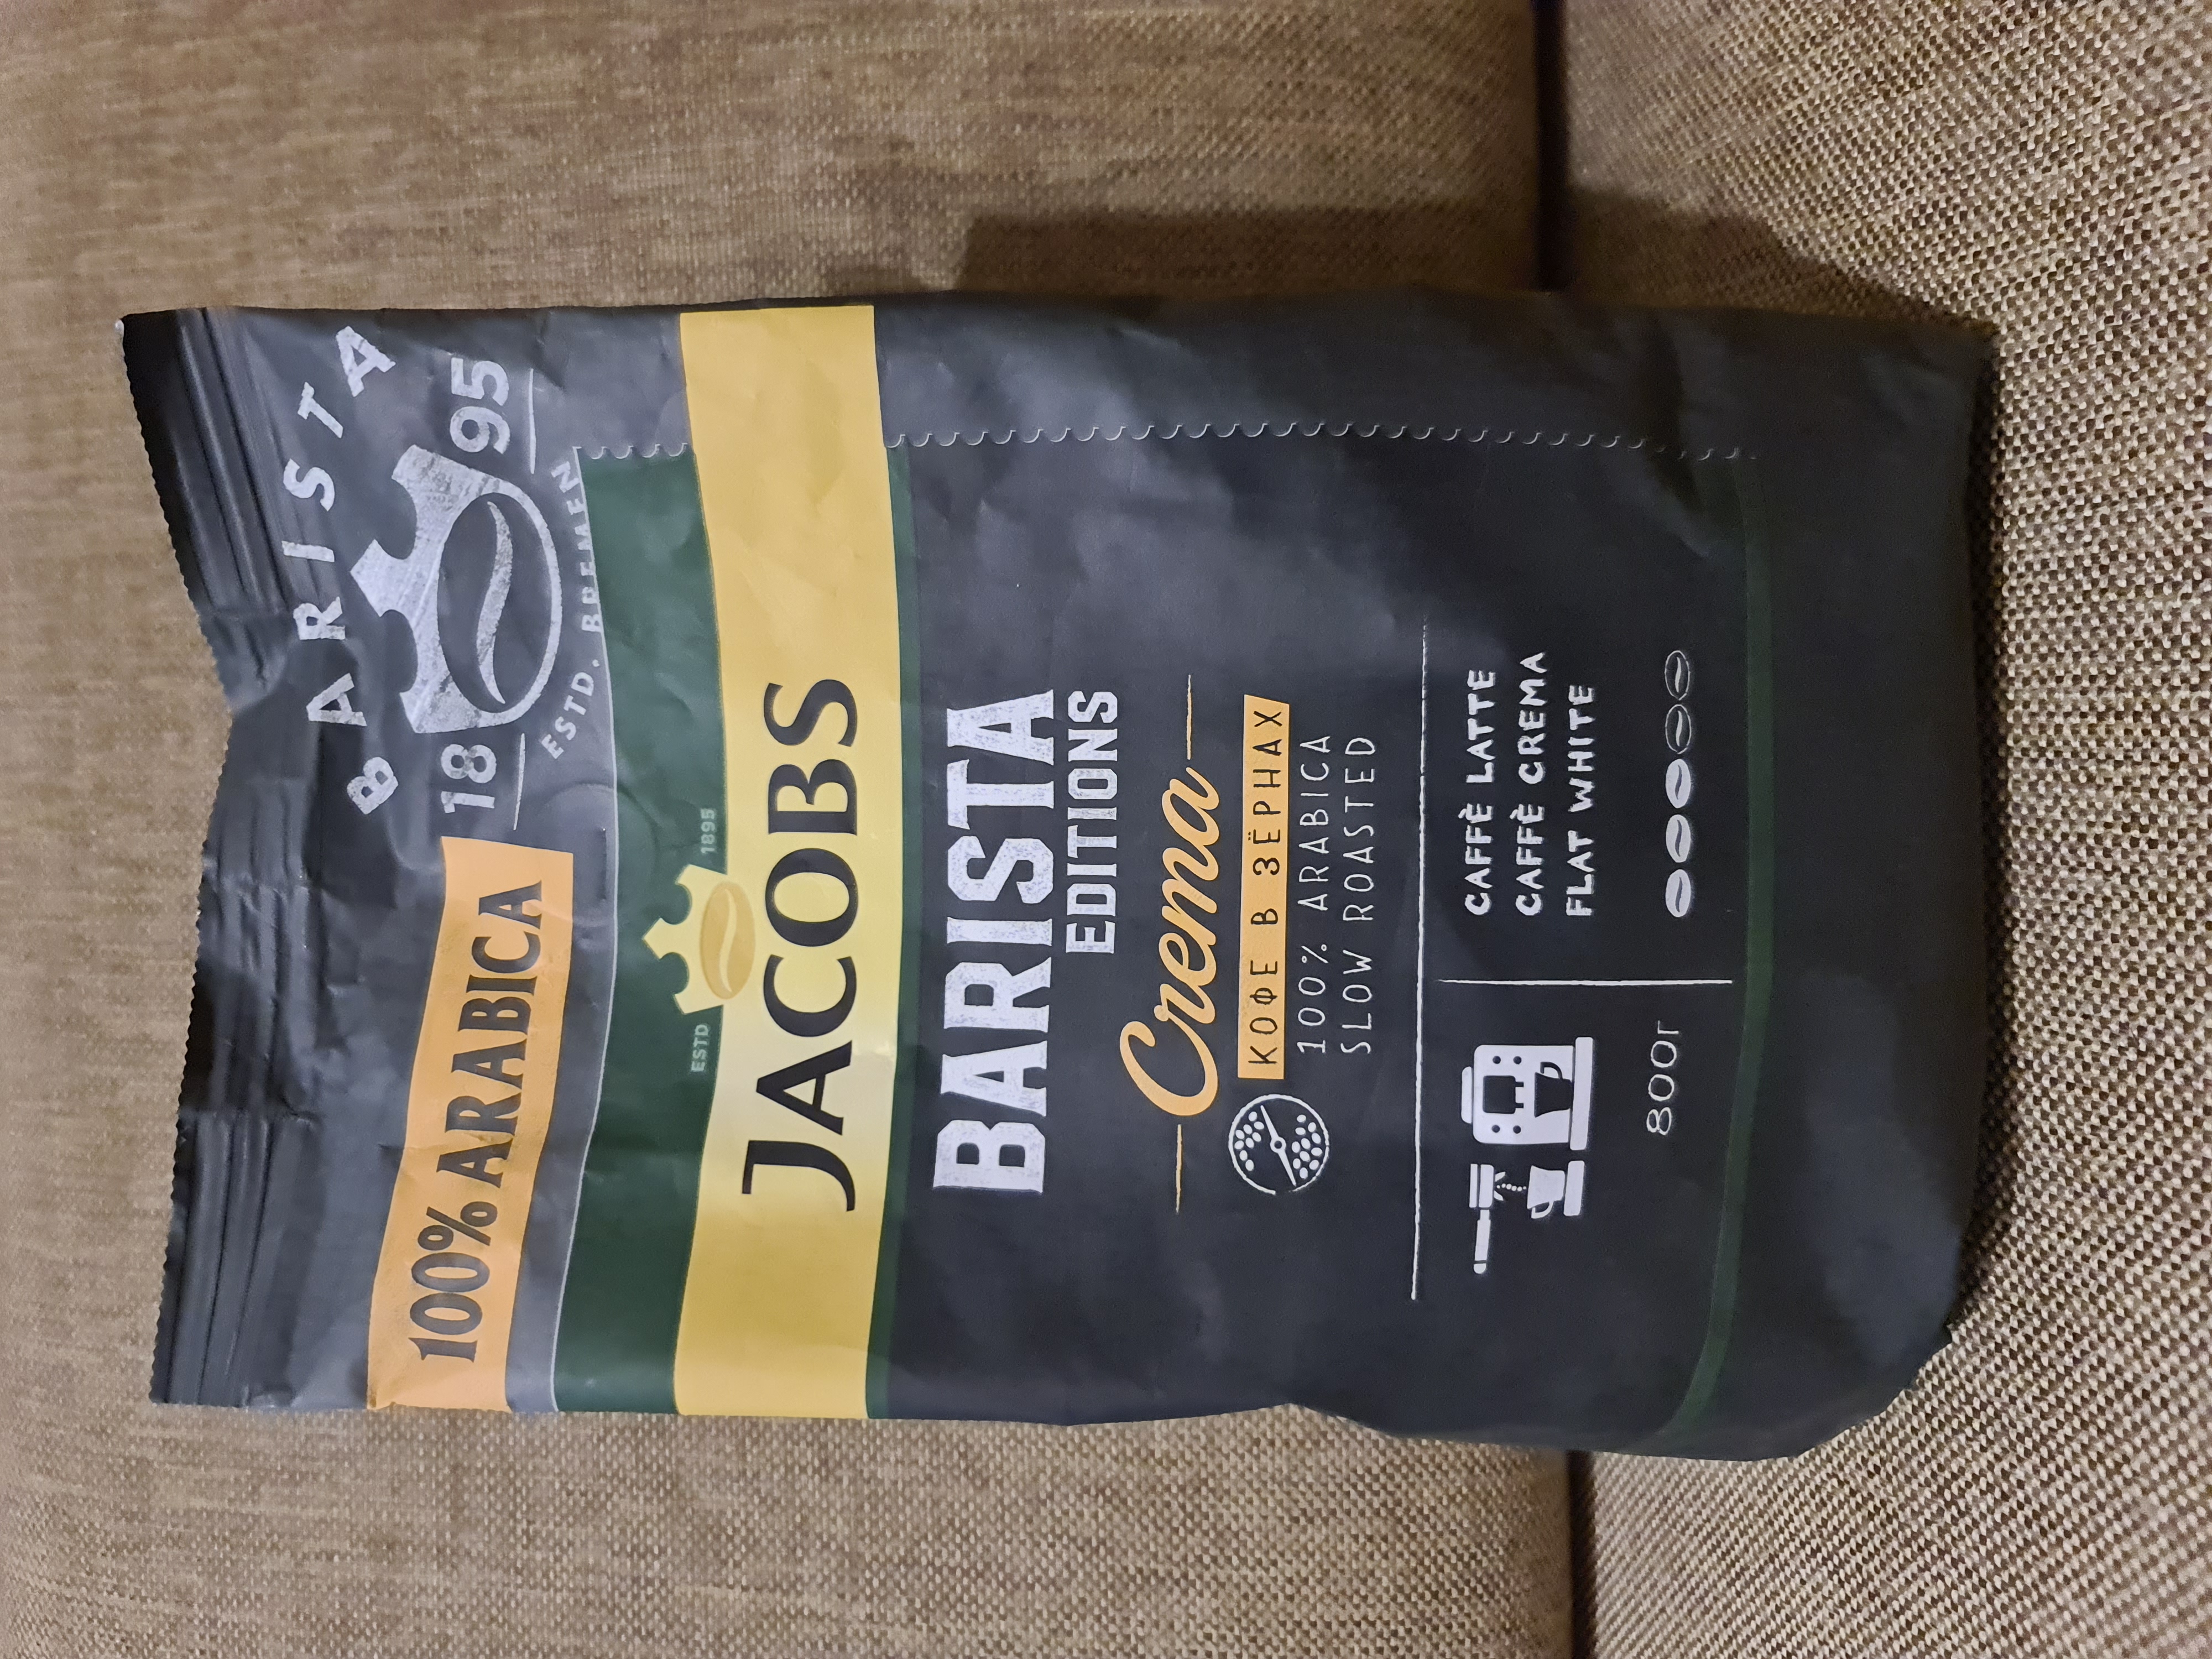 BARISTA
18 95
ESTD. BREMEN
100% ARABICA
ESTD 1895
JACOBS
BARISTA
EDITIONS
Crema
КОФЕ В ЗЁРНАХ
100% ARABICA
SLOW ROASTED
CAFFÈ LATTE
CAFFÈ CREMA
FLAT WHITE
800г